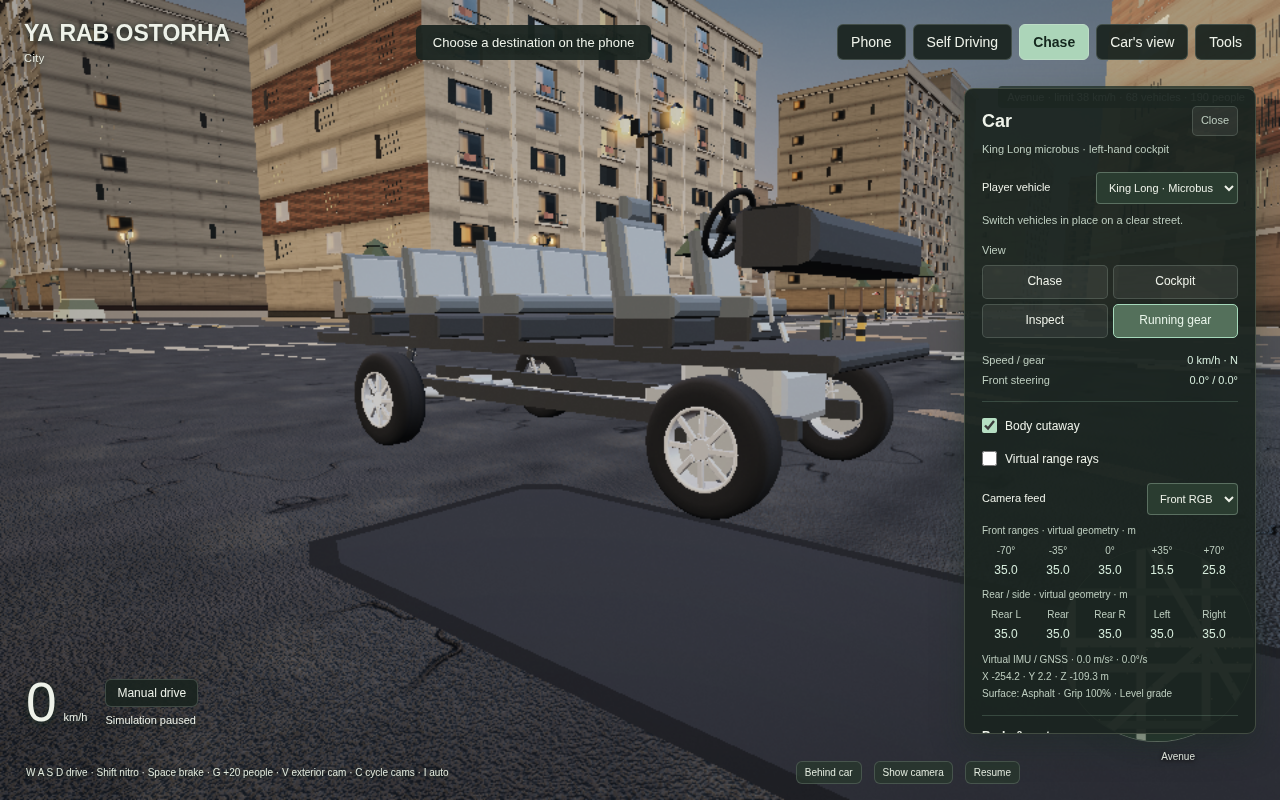 YA RAB OSTORHA
City
Choose a destination on the phone
Phone
Self Driving
Chase
Car's view
Tools
Car
Close
King Long microbus · left-hand cockpit
Player vehicle
King Long · Microbus
Switch vehicles in place on a clear street.
View
Chase
Cockpit
Inspect
Running gear
Speed / gear
0 km/h · N
Front steering
0.0° / 0.0°
Body cutaway
Virtual range rays
Camera feed
Front RGB
Front ranges · virtual geometry · m
-70° -35° 0° +35° +70°
35.0 35.0 35.0 15.5 25.8
Rear / side · virtual geometry · m
Rear L Rear Rear R Left Right
35.0 35.0 35.0 35.0 35.0
Virtual IMU / GNSS · 0.0 m/s² · 0.0°/s
X -254.2 · Y 2.2 · Z -109.3 m
Surface: Asphalt · Grip 100% · Level grade
0 km/h
Manual drive
Simulation paused
W A S D drive · Shift nitro · Space brake · G +20 people · V exterior cam · C cycle cams · I auto
Behind car
Show camera
Resume
Avenue